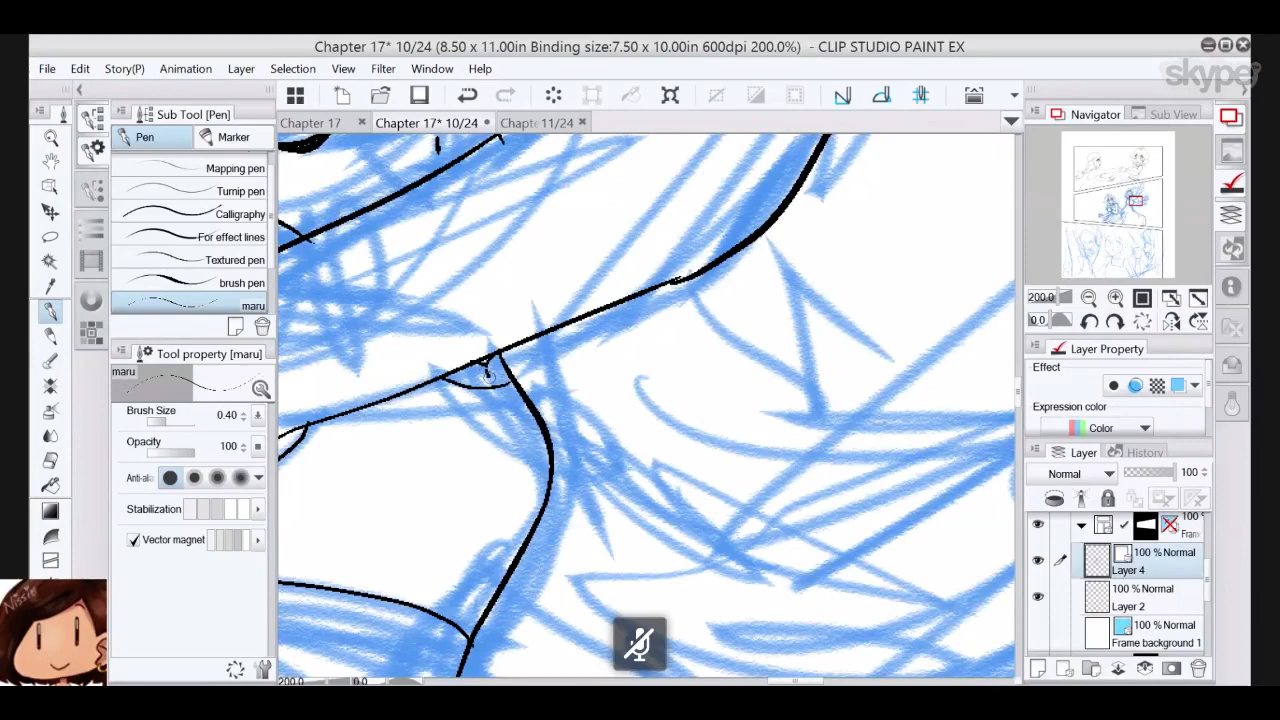 Chapter 17* 10/24 (8.50 x 11.00in Binding size:7.50 x 10.00in 600dpi 200.0%) - CLIP STUDIO PAINT EX
skype
File Edit Story(P) Animation Layer Selection View Filter Window Help
Sub Tool [Pen]
Navigator Sub View
Chapter 17 Chapter 17* 10/24 Chapte 11/24
Pen Marker
Mapping pen
Turnip pen
Calligraphy
For effect lines
Textured pen
brush pen
maru
200.0
0.0
Tool property [maru]
Layer Property
maru
Effect
Brush Size 0.40
Expression color
Color
Opacity 100
Layer History
Anti-alia
Normal 100
Stabilization
Vector magnet
100 %
Fram
100 % Normal
Layer 4
100 % Normal
Layer 2
100 % Normal
Frame background 1
Nissie
200.0 0.0